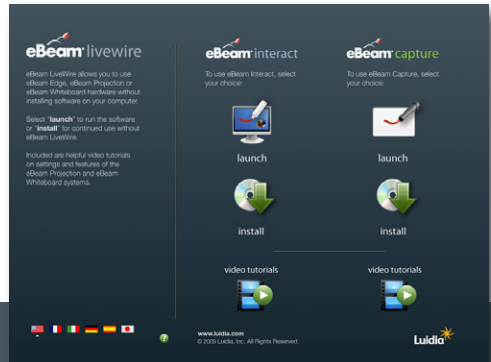 eBeam livewire
eBeam LiveWire allows you to use
eBeam Edge, eBeam Projection or
eBeam Whiteboard hardware without
installing software on your computer.
Select "launch" to run the software
or "install" for continued use without
eBeam LiveWire.
Included are helpful video tutorials
on settings and features of the
eBeam Projection and eBeam
Whiteboard systems.
eBeam interact
To use eBeam Interact, select
your choice:
launch
install
video tutorials
eBeam capture
To use eBeam Capture, select
your choice:
launch
install
video tutorials
?
www.luidia.com
© 2009 Luidia, Inc. All Rights Reserved.
Luidia